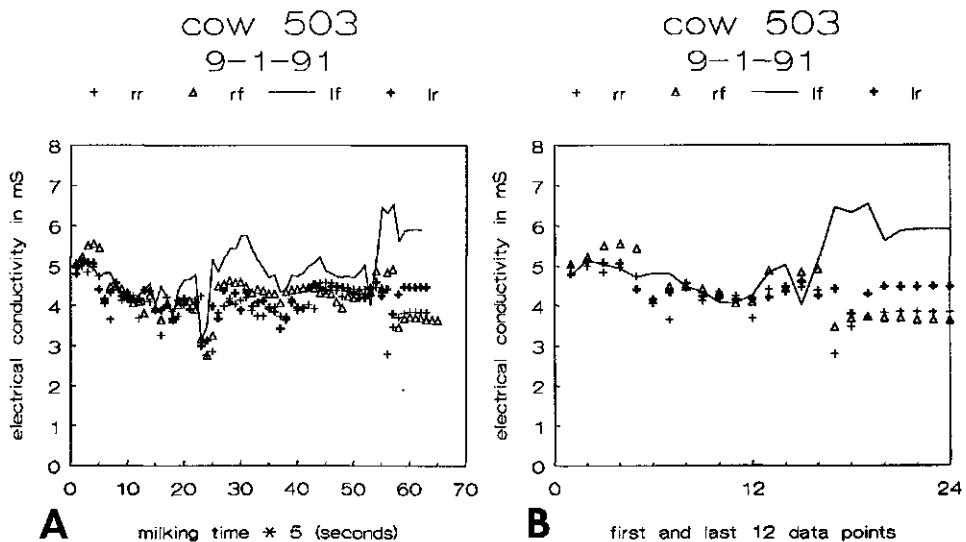 cow 503
9-1-91
+ rr △ rf — lf ✚ lr
electrical conductivity in mS
8
7
6
5
4
3
2
1
0
0 10 20 30 40 50 60 70
A milking time * 5 (seconds)
cow 503
9-1-91
+ rr △ rf — lf ✚ lr
electrical conductivity in mS
8
7
6
5
4
3
2
1
0
0 12 24
B first and last 12 data points